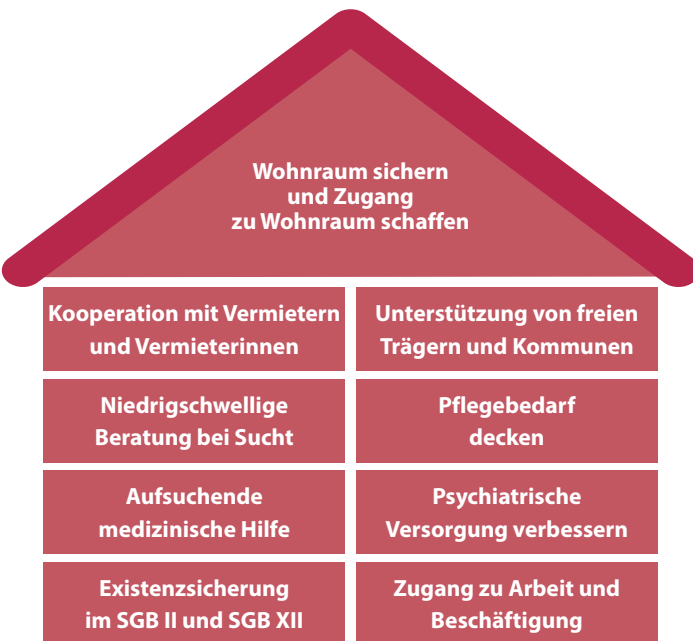 Wohnraum sichern
und Zugang
zu Wohnraum schaffen
Kooperation mit Vermietern
und Vermieterinnen
Unterstützung von freien
Trägern und Kommunen
Niedrigschwellige
Beratung bei Sucht
Pflegebedarf
decken
Aufsuchende
medizinische Hilfe
Psychiatrische
Versorgung verbessern
Existenzsicherung
im SGB II und SGB XII
Zugang zu Arbeit und
Beschäftigung